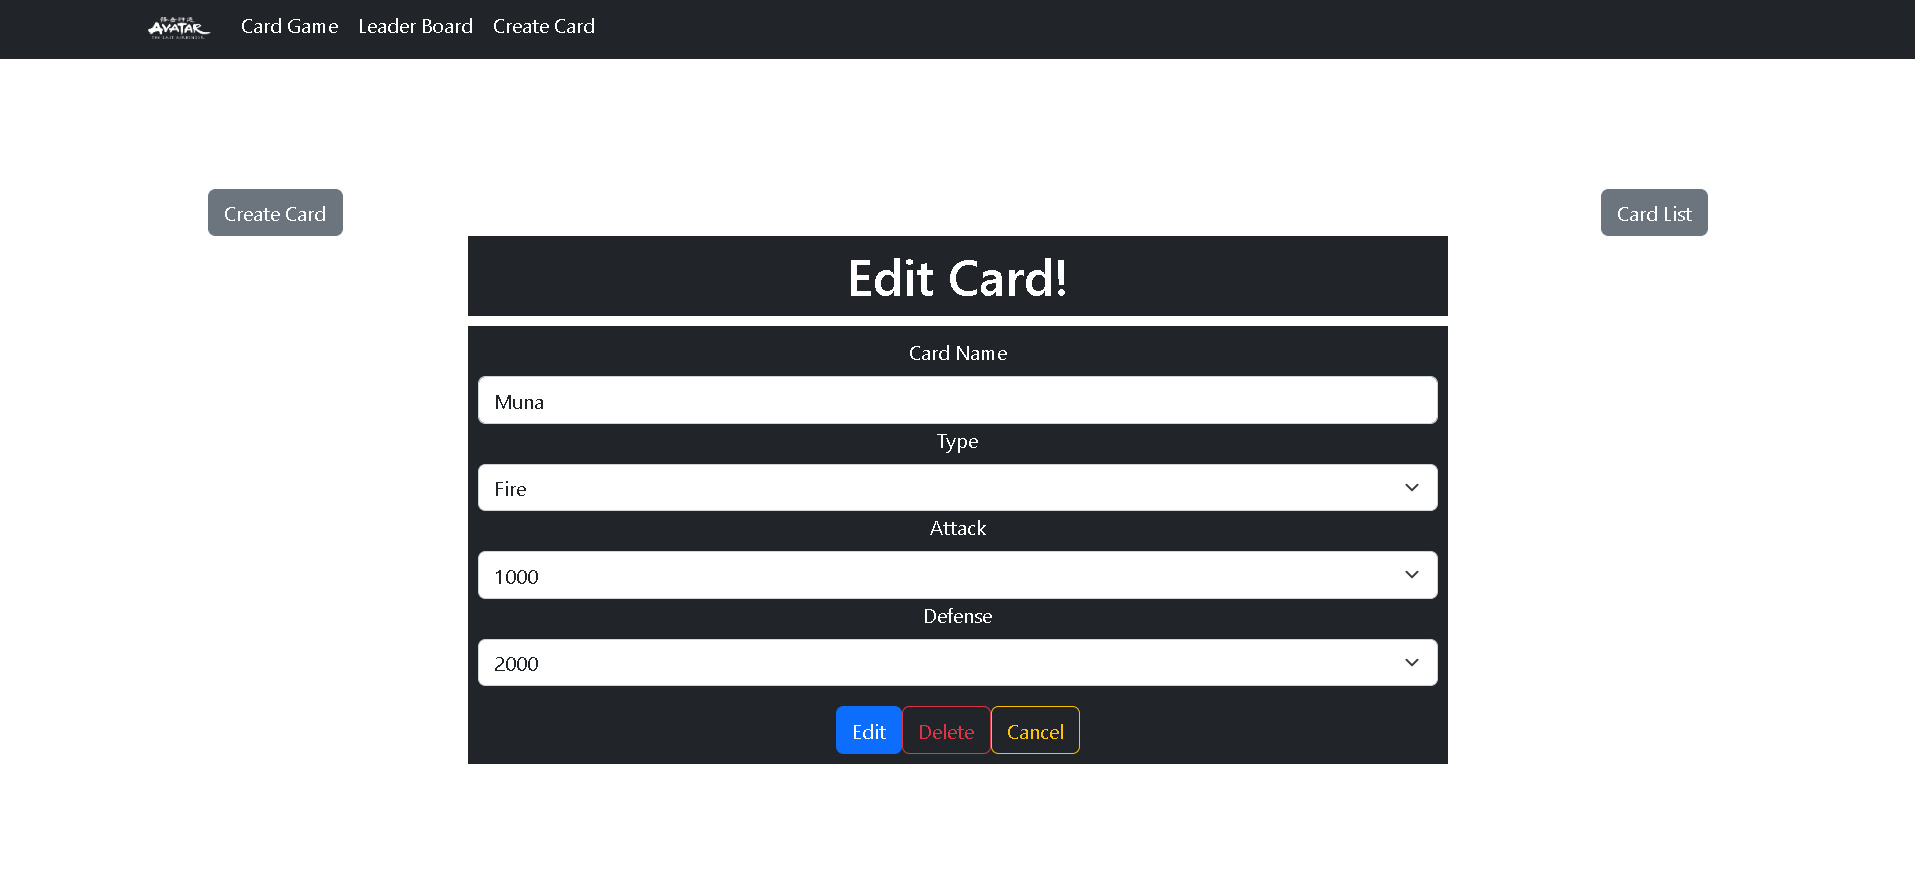 AVATAR
Card Game
Leader Board
Create Card
Create Card
Card List
Edit Card!
Card Name
Muna
Type
Fire
Attack
1000
Defense
2000
Edit
Delete
Cancel